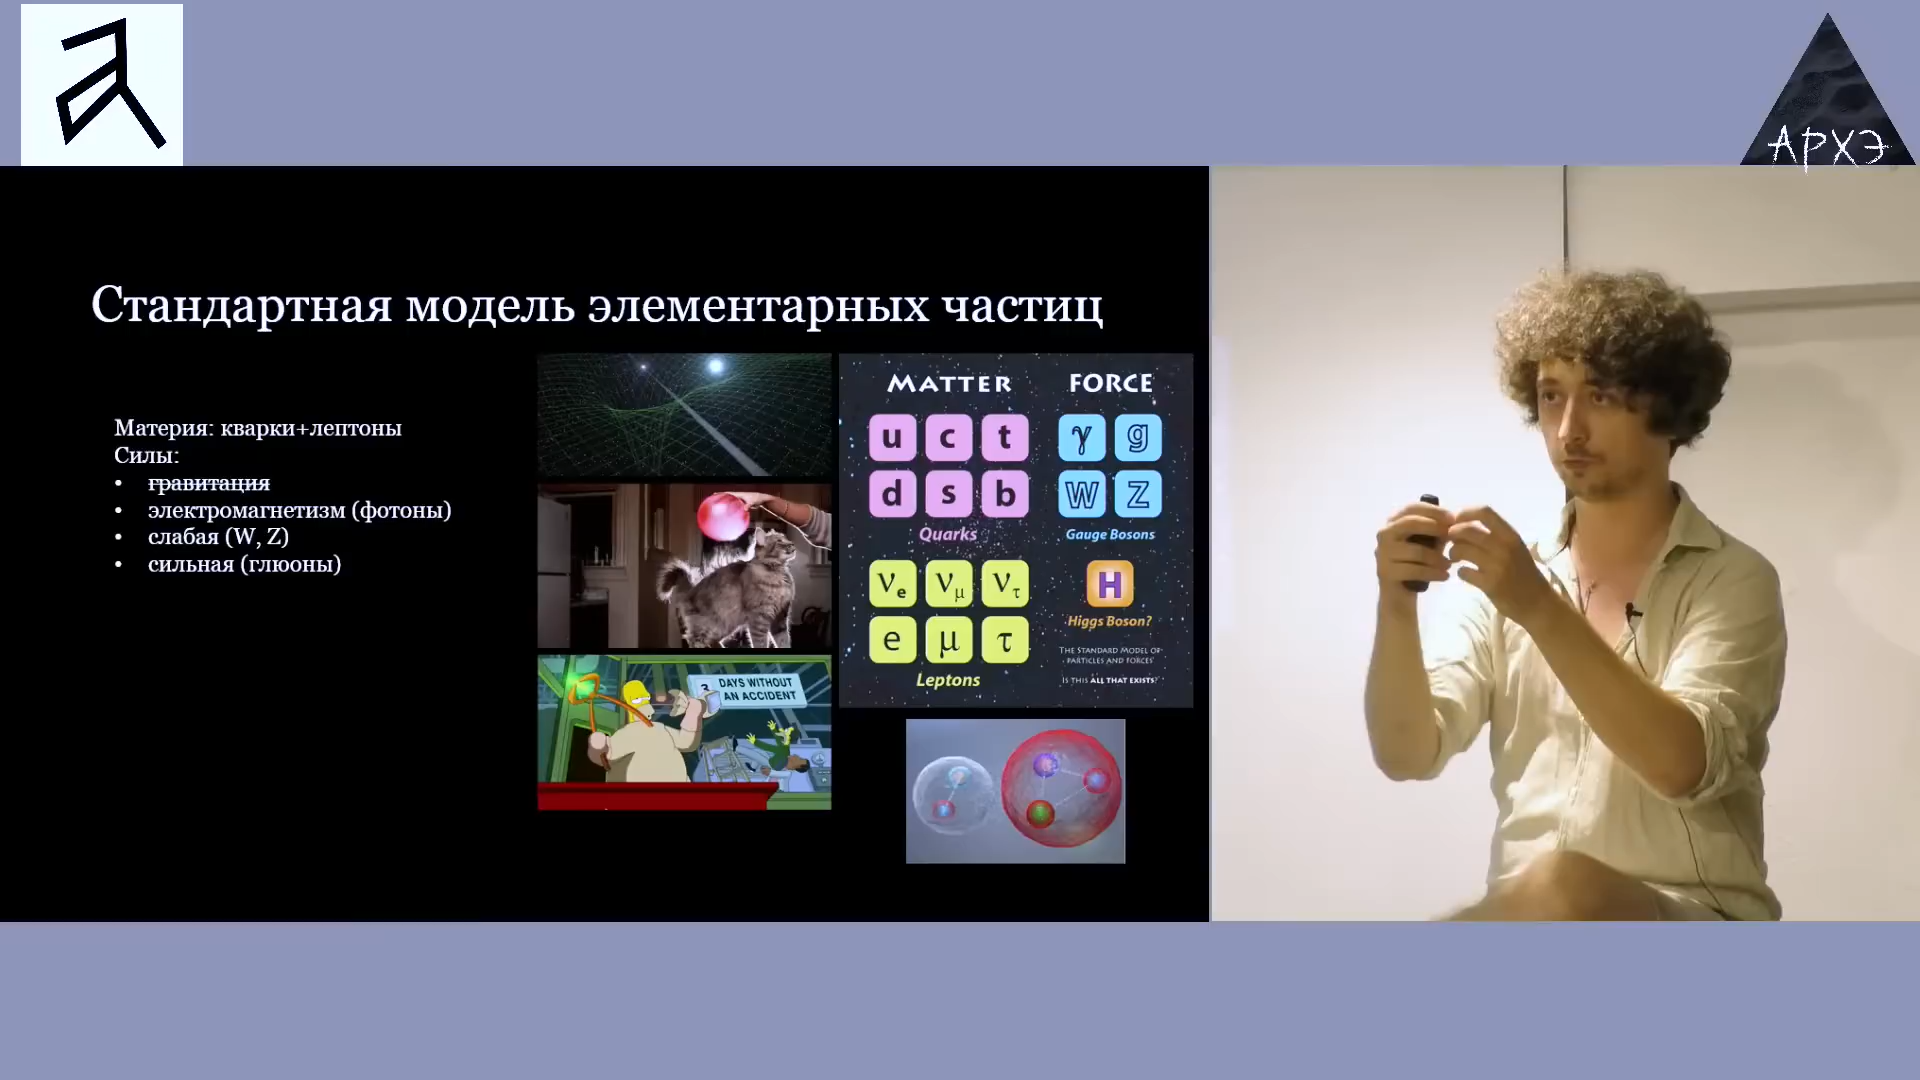 АРХЭ
Стандартная модель элементарных частиц
Материя: кварки+лептоны
Силы:
• гравитация
• электромагнетизм (фотоны)
• слабая (W, Z)
• сильная (глюоны)
DAYS WITHOUT
AN ACCIDENT
MATTER
u c t
d s b
Quarks
νe νμ ντ
e μ τ
Leptons
FORCE
γ g
W Z
Gauge Bosons
H
Higgs Boson?
THE STANDARD MODEL OF
PARTICLES AND FORCES
IS THIS ALL THAT EXISTS?